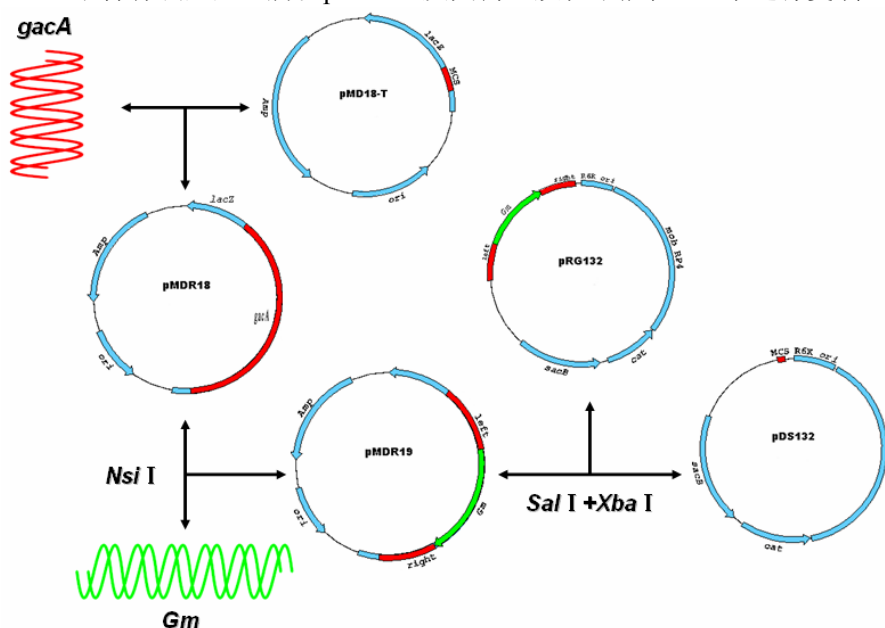 gacA
lacZ
MCS
pMD18-T
Amp
ori
lacZ
Amp
pMDR18
gacA
ori
right
R6K ori
Gm
left
mob RP4
pRG132
sacB
cat
MCS
R6K ori
pDS132
sacB
cat
Nsi I
Amp
left
pMDR19
Gm
ori
right
Sal I +Xba I
Gm